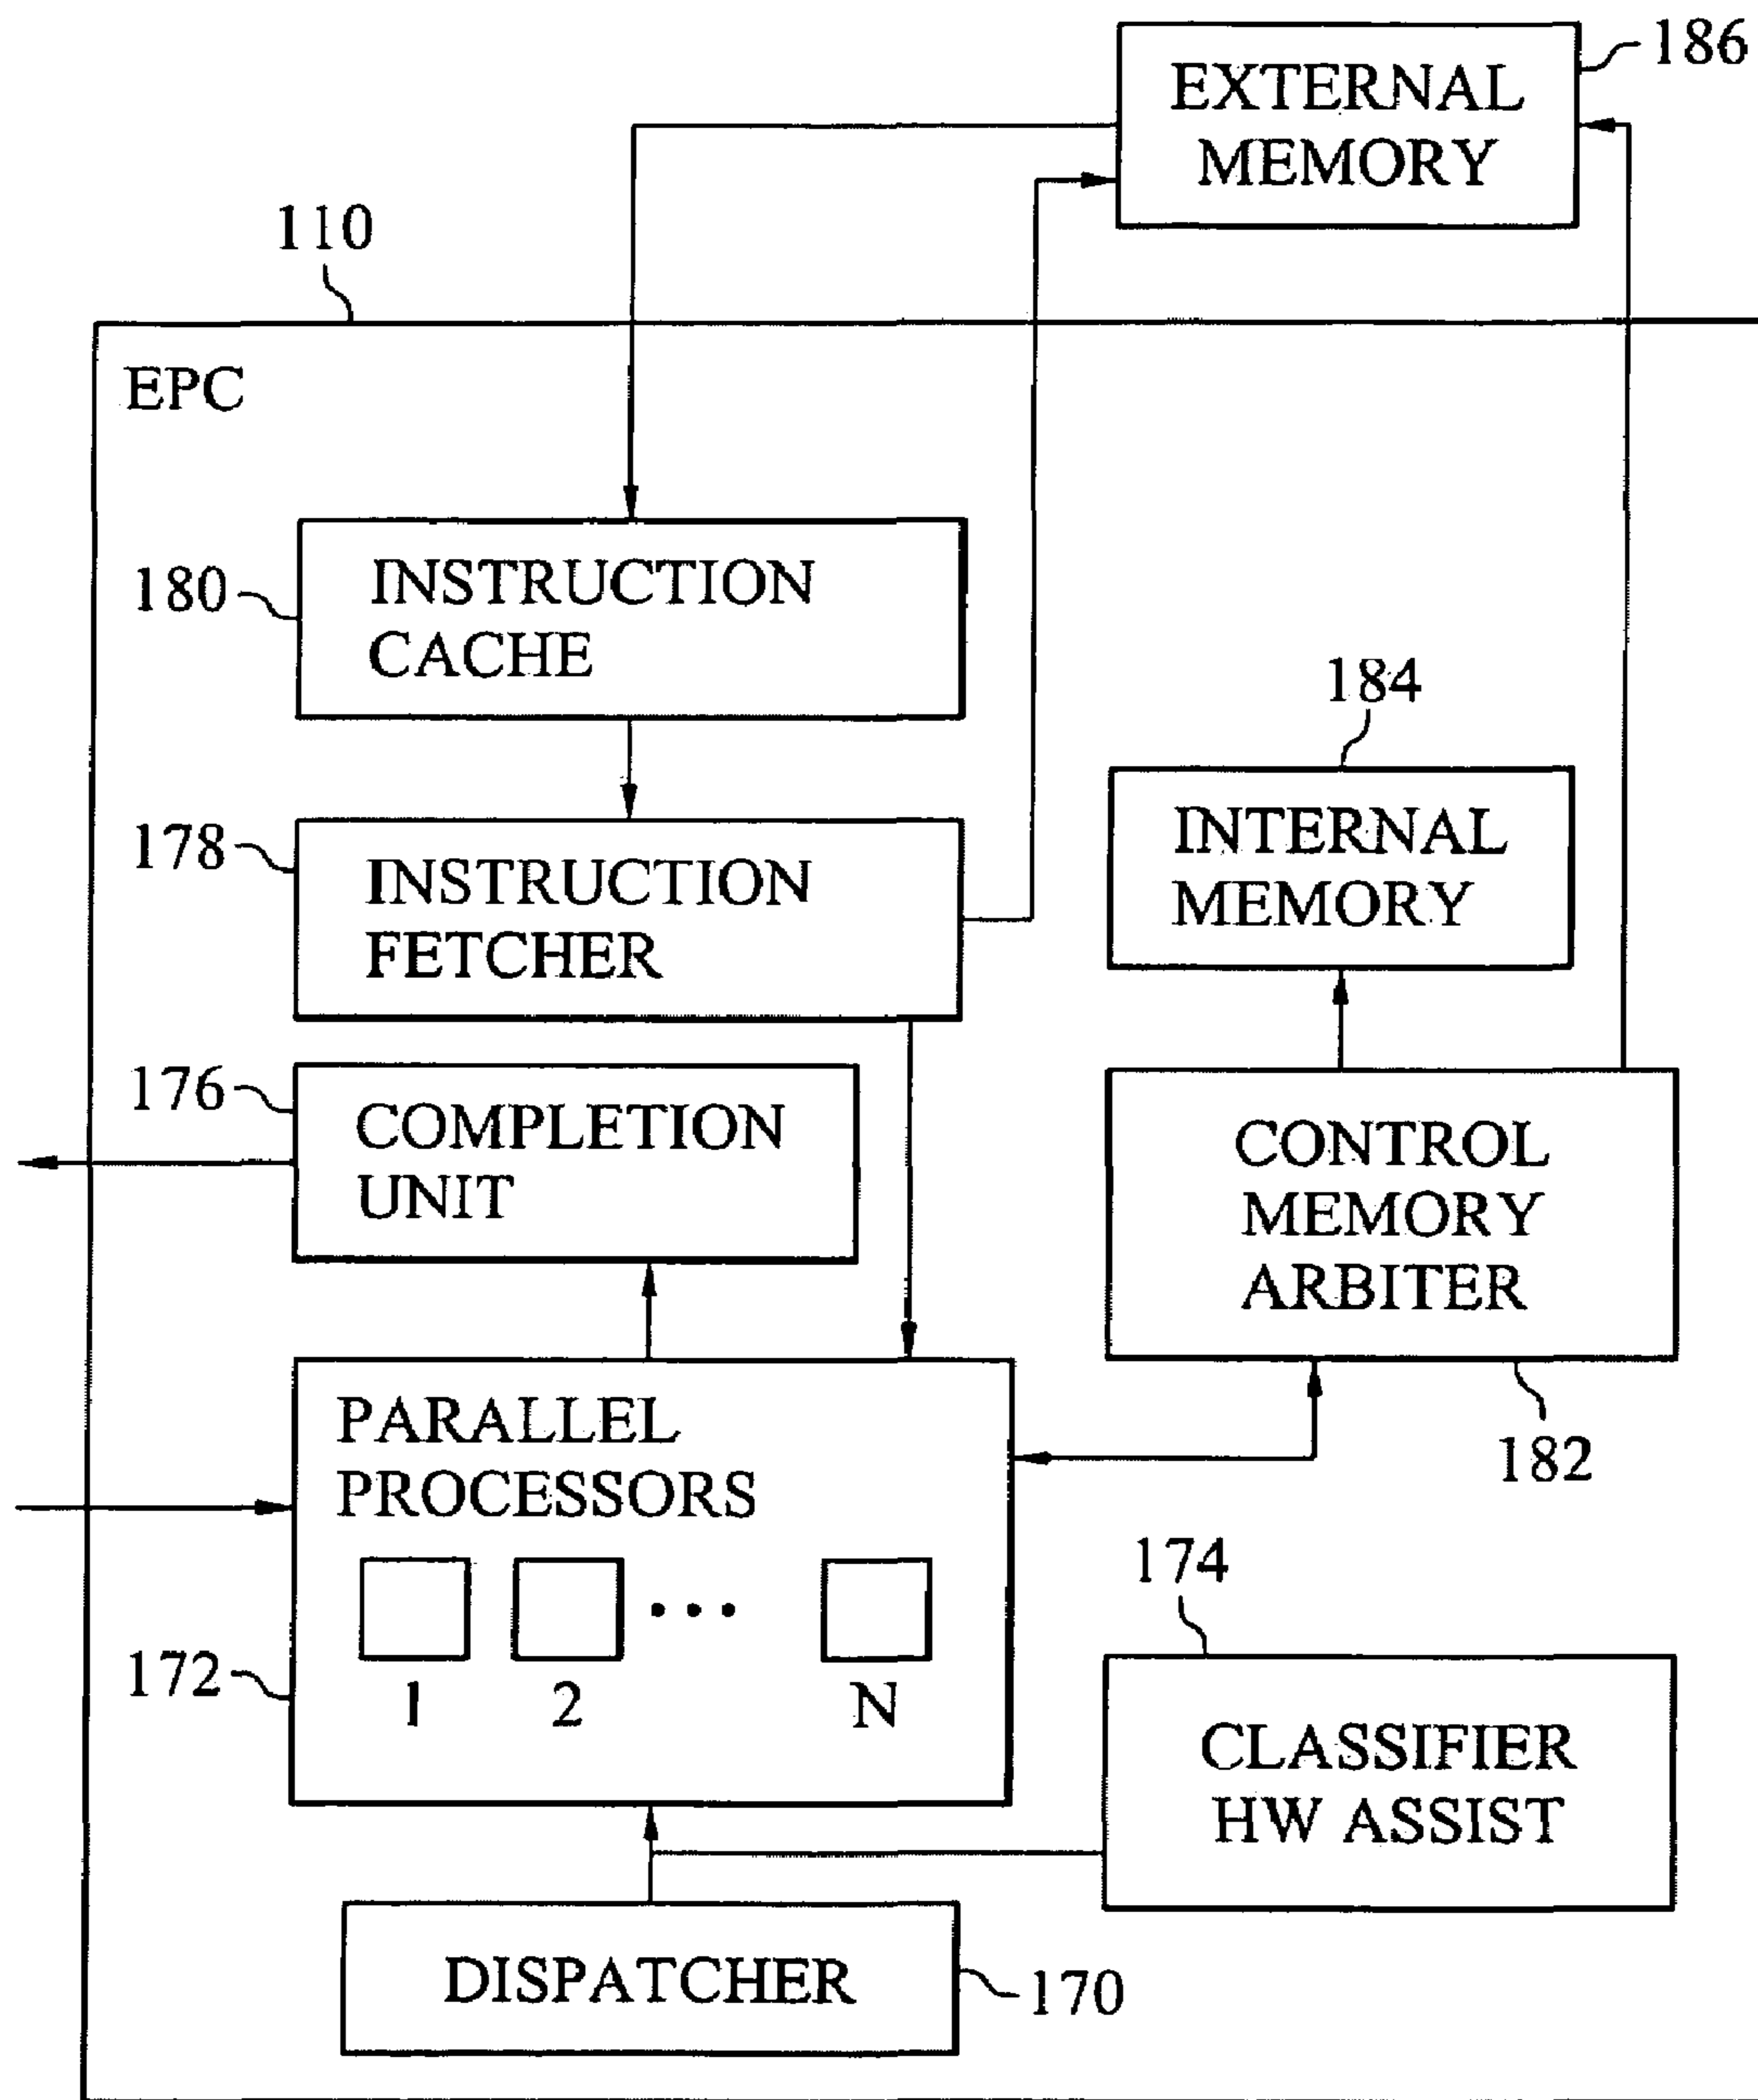 186
EXTERNAL
MEMORY
110
EPC
180
INSTRUCTION
CACHE
184
178
INSTRUCTION
FETCHER
INTERNAL
MEMORY
176
COMPLETION
UNIT
CONTROL
MEMORY
ARBITER
182
PARALLEL
PROCESSORS
1 2 N
172
174
CLASSIFIER
HW ASSIST
DISPATCHER
170